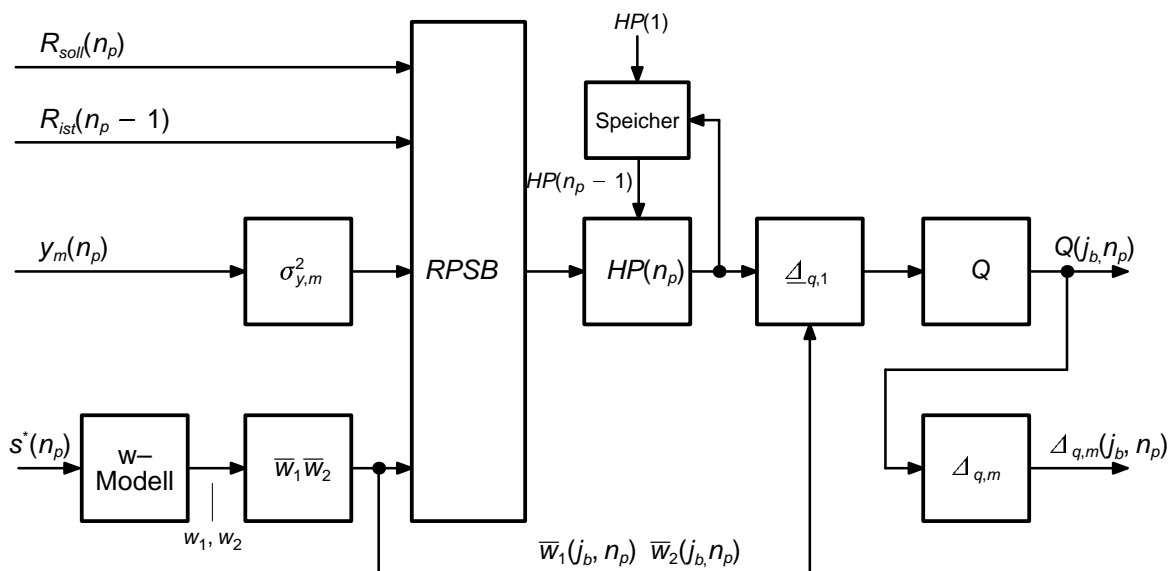 HP(1)
R_soll(n_p)
R_ist(n_p − 1)
Speicher
HP(n_p − 1)
y_m(n_p)
σ²_y,m
RPSB
HP(n_p)
Δ_q,1
Q
Q(j_b, n_p)
s*(n_p)
w–
Modell
w̅_1 w̅_2
w_1, w_2
Δ_q,m
Δ_q,m(j_b, n_p)
w̅_1(j_b, n_p) w̅_2(j_b, n_p)